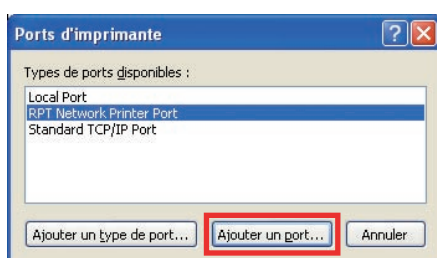 Ports d'imprimante
Types de ports disponibles :
Local Port
RPT Network Printer Port
Standard TCP/IP Port
Ajouter un type de port... Ajouter un port... Annuler